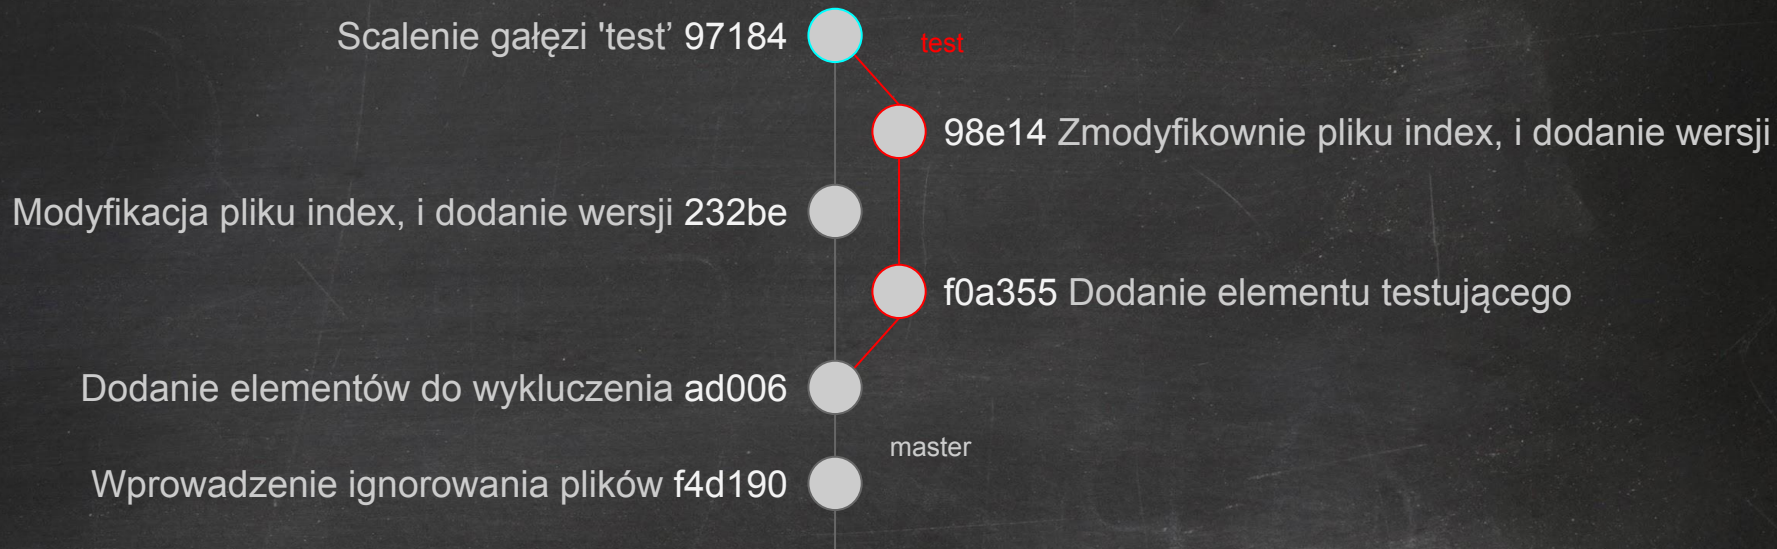 Scalenie gałęzi 'test’ 97184
test
98e14 Zmodyfikownie pliku index, i dodanie wersji
Modyfikacja pliku index, i dodanie wersji 232be
f0a355 Dodanie elementu testującego
Dodanie elementów do wykluczenia ad006
master
Wprowadzenie ignorowania plików f4d190